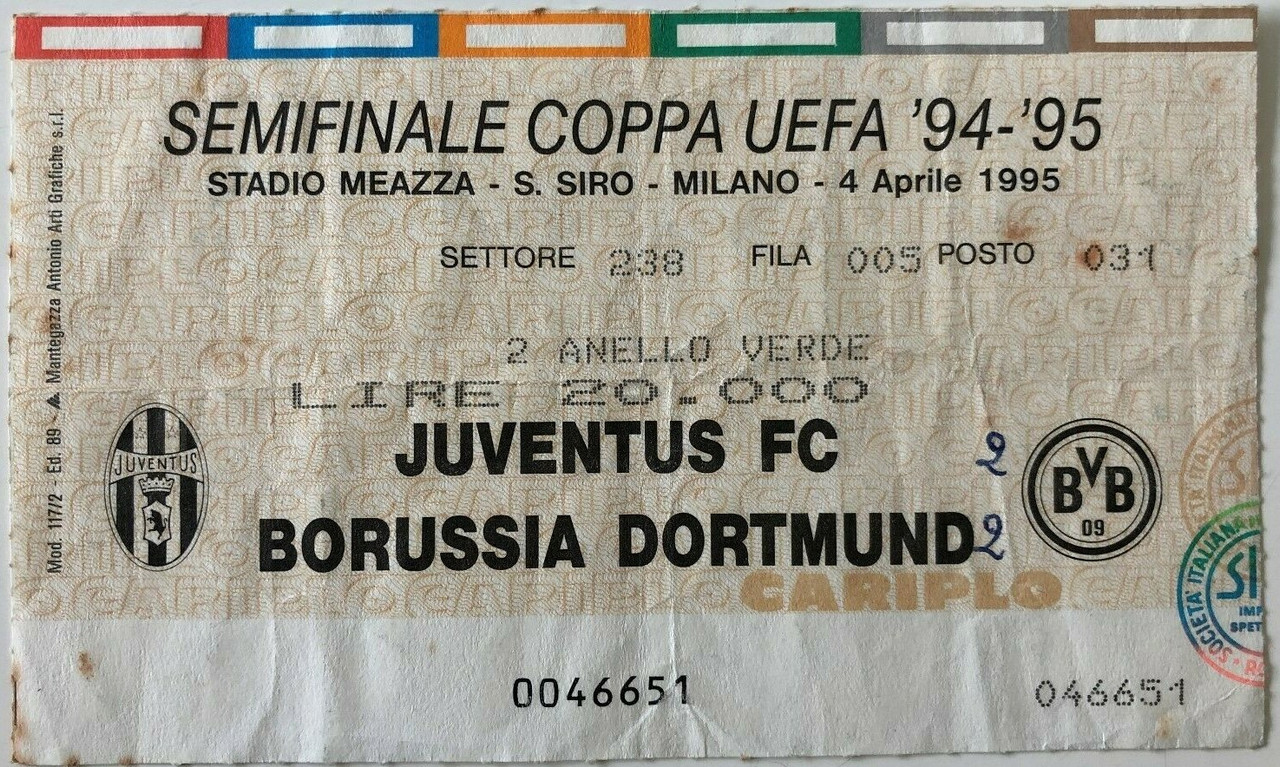 SEMIFINALE COPPA UEFA '94-'95
STADIO MEAZZA - S. SIRO - MILANO - 4 Aprile 1995
SETTORE 238 FILA 005 POSTO 031
2 ANELLO VERDE
LIRE 20.000
JUVENTUS FC 2
BORUSSIA DORTMUND 2
JUVENTUS
BVB
09
CARIPLO
SOCIETÀ ITALIANA
0046651
046651
Mod. 117/2 - Ed. 89 - Mantegazza Antonio Arti Grafiche s.r.l.